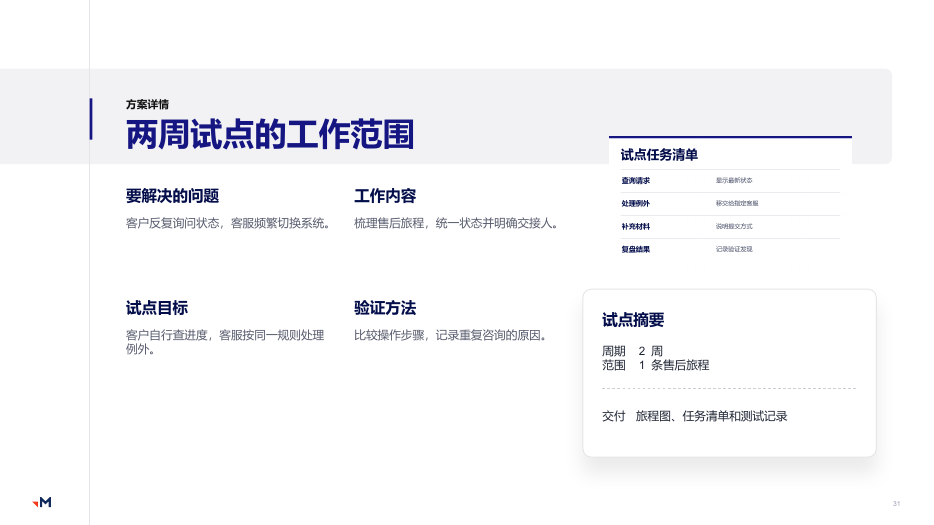 方案详情
两周试点的工作范围
要解决的问题
客户反复询问状态，客服频繁切换系统。
工作内容
梳理售后旅程，统一状态并明确交接人。
试点目标
客户自行查进度，客服按同一规则处理
例外。
验证方法
比较操作步骤，记录重复咨询的原因。
试点任务清单
查询请求 显示最新状态
处理例外 移交给指定客服
补充材料 说明提交方式
复盘结果 记录验证发现
试点摘要
周期 2 周
范围 1 条售后旅程
交付 旅程图、任务清单和测试记录
M
31